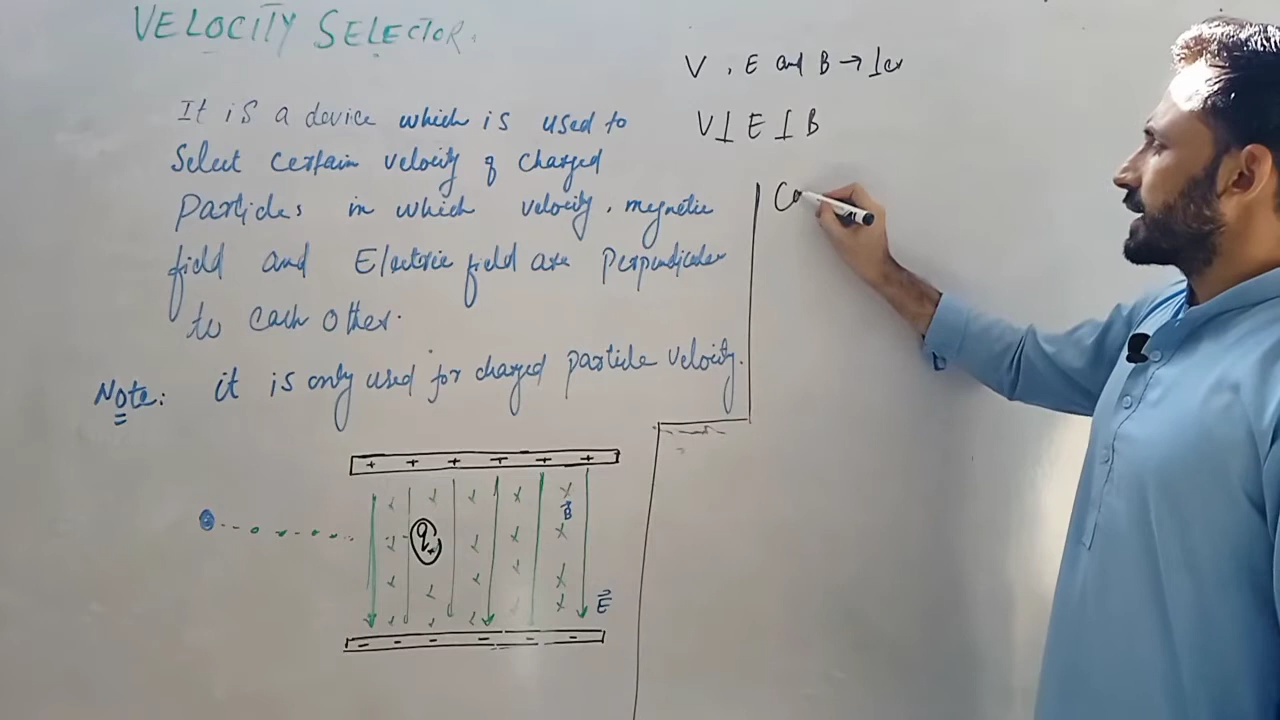 VELOCITY SELECTOR.
It is a device which is used to
Select certain velocity of charged
Particles in which velocity, magnetic
field and Electric field are Perpendicular
to each other.
Note: it is only used for charged particle velocity.
V, E and B → ⊥er
V ⊥ E ⊥ B
Ca
+ + + + + +
B⃗
q+
E⃗
- - - - - -